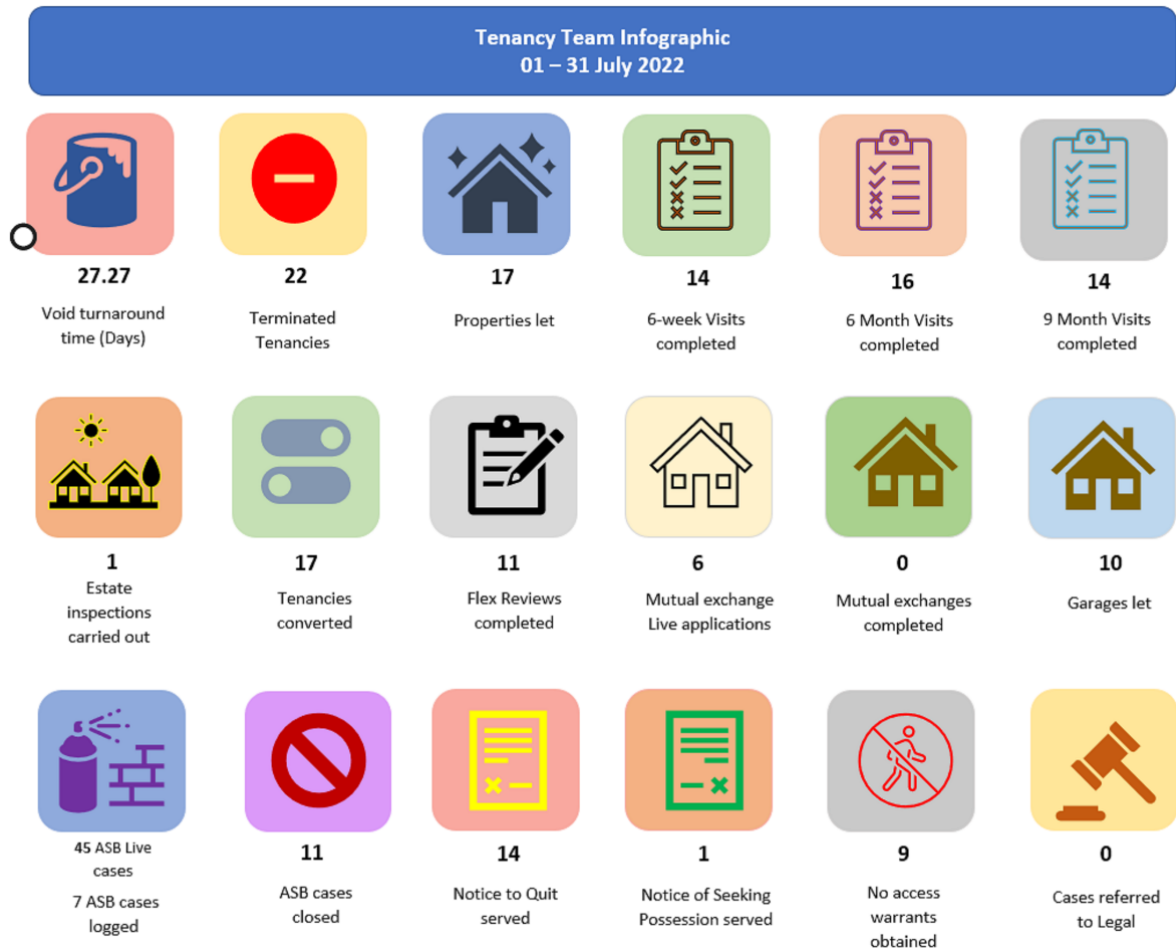 Tenancy Team Infographic
01 – 31 July 2022
27.27
Void turnaround
time (Days)
22
Terminated
Tenancies
17
Properties let
14
6-week Visits
completed
16
6 Month Visits
completed
14
9 Month Visits
completed
1
Estate
inspections
carried out
17
Tenancies
converted
11
Flex Reviews
completed
6
Mutual exchange
Live applications
0
Mutual exchanges
completed
10
Garages let
45 ASB Live
cases
7 ASB cases
logged
11
ASB cases
closed
14
Notice to Quit
served
1
Notice of Seeking
Possession served
9
No access
warrants
obtained
0
Cases referred
to Legal